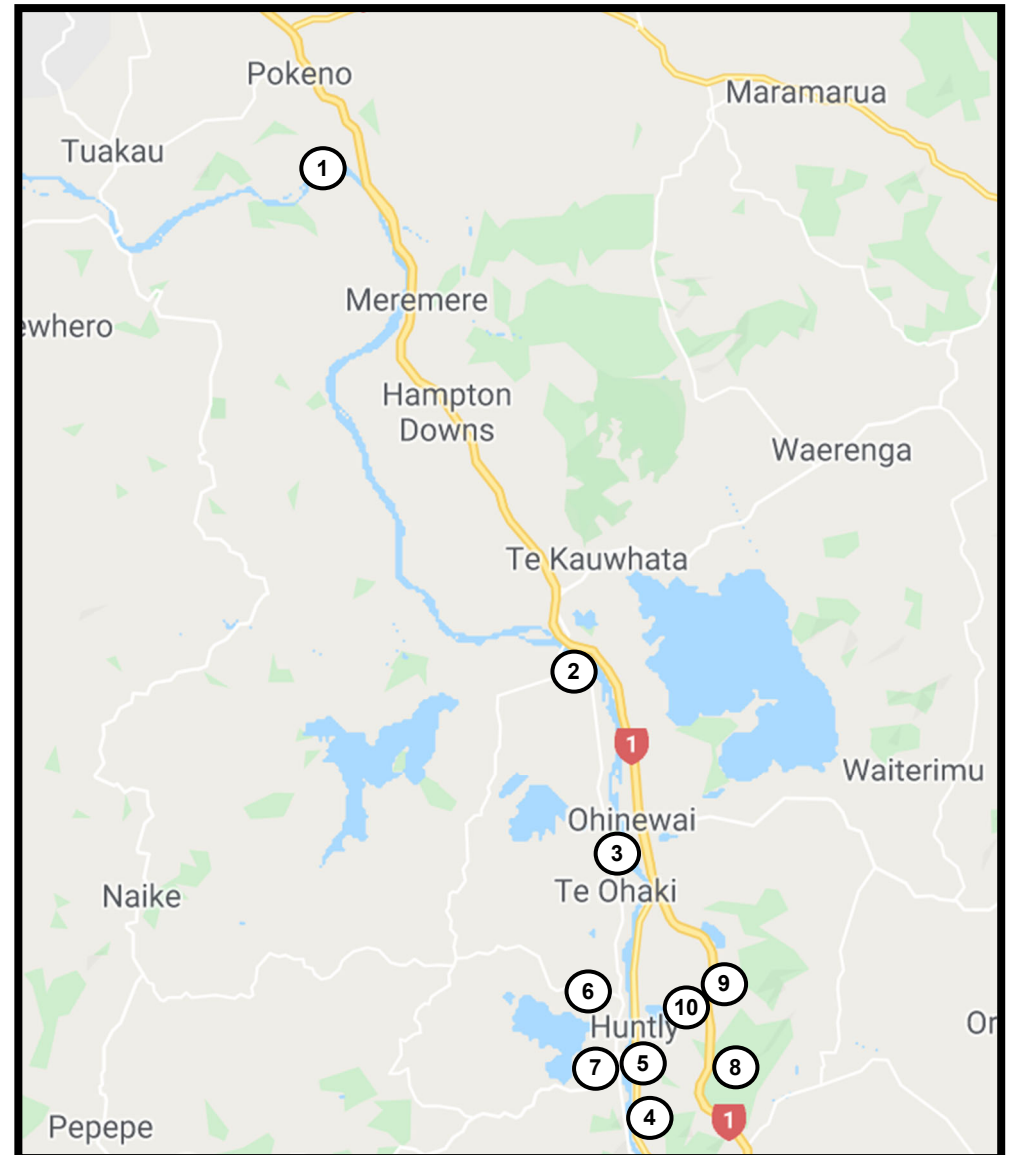 Pokeno
Maramarua
Tuakau
1
Meremere
ewhero
Hampton
Downs
Waerenga
Te Kauwhata
2
1
Waiterimu
Ohinewai
3
Te Ohaki
Naike
9
6
10
Or
Huntly
5
7
8
4
1
Pepepe